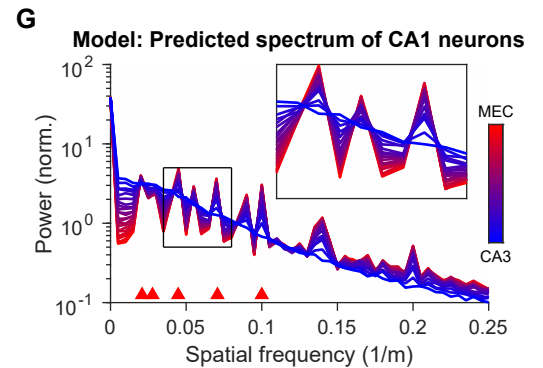 G
Model: Predicted spectrum of CA1 neurons
Power (norm.)
10^2
10^1
10^0
10^-1
MEC
CA3
0 0.05 0.1 0.15 0.2 0.25
Spatial frequency (1/m)